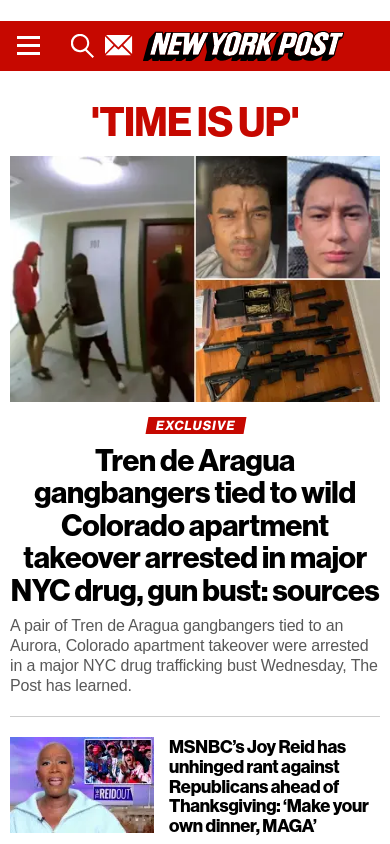 NEW YORK POST
'TIME IS UP'
EXCLUSIVE
Tren de Aragua
gangbangers tied to wild
Colorado apartment
takeover arrested in major
NYC drug, gun bust: sources
A pair of Tren de Aragua gangbangers tied to an
Aurora, Colorado apartment takeover were arrested
in a major NYC drug trafficking bust Wednesday, The
Post has learned.
THE REIDOUT
MSNBC’s Joy Reid has
unhinged rant against
Republicans ahead of
Thanksgiving: ‘Make your
own dinner, MAGA’